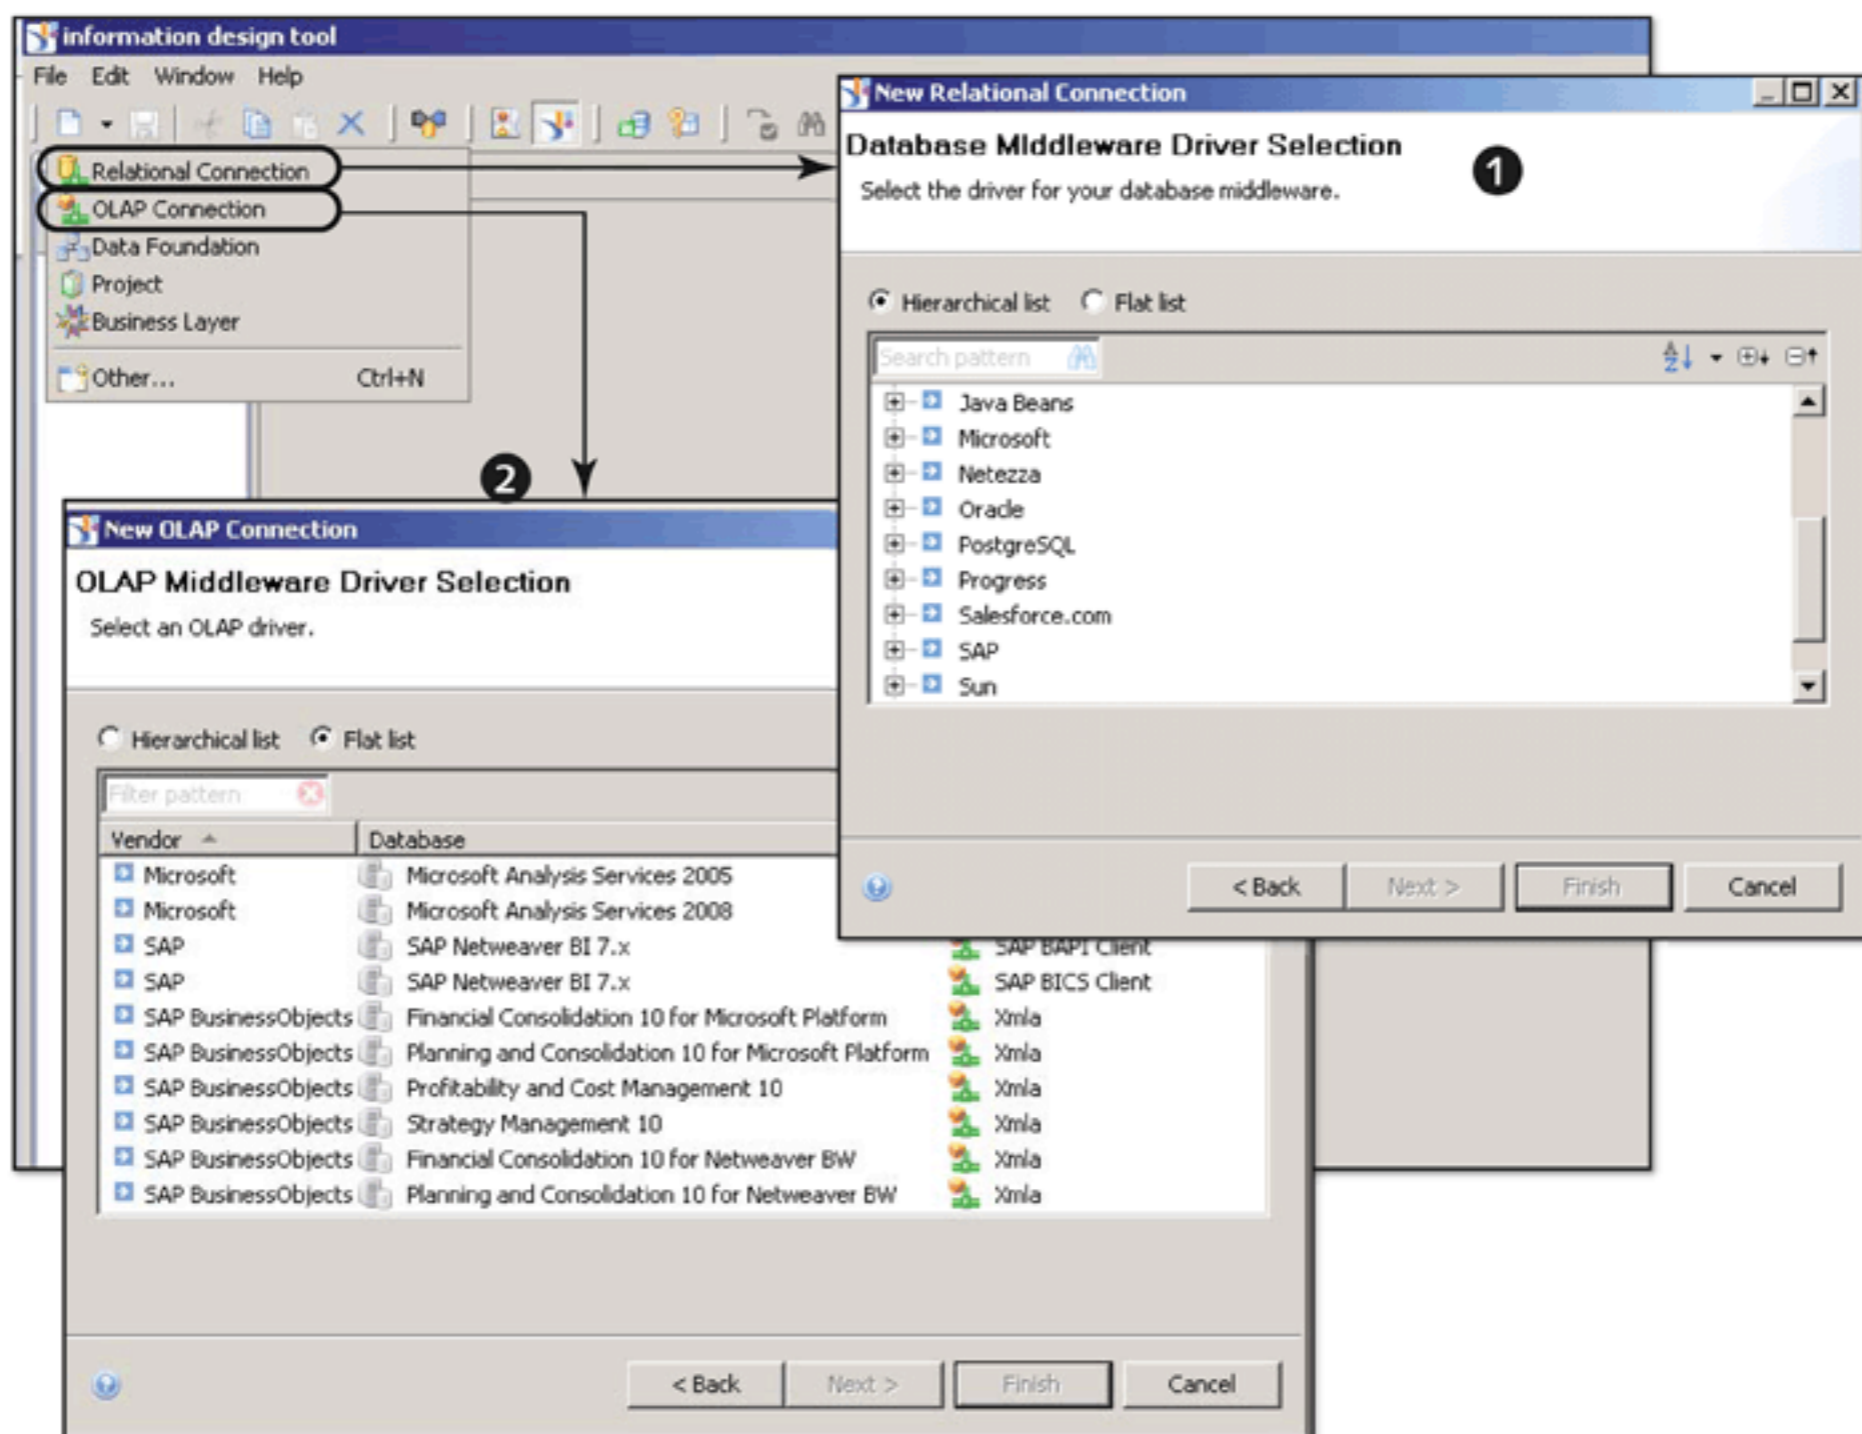 information design tool
File Edit Window Help
Relational Connection
OLAP Connection
Data Foundation
Project
Business Layer
Other... Ctrl+N
New Relational Connection
Database MIddleware Driver Selection
1
Select the driver for your database middleware.
Hierarchical list Flat list
Search pattern
Java Beans
Microsoft
Netezza
Oracle
PostgreSQL
Progress
Salesforce.com
SAP
Sun
< Back Next > Finish Cancel
2
New OLAP Connection
OLAP Middleware Driver Selection
Select an OLAP driver.
Hierarchical list Flat list
Filter pattern
Vendor Database
Microsoft Microsoft Analysis Services 2005
Microsoft Microsoft Analysis Services 2008
SAP SAP Netweaver BI 7.x SAP BAPI Client
SAP SAP Netweaver BI 7.x SAP BICS Client
SAP BusinessObjects Financial Consolidation 10 for Microsoft Platform Xmla
SAP BusinessObjects Planning and Consolidation 10 for Microsoft Platform Xmla
SAP BusinessObjects Profitability and Cost Management 10 Xmla
SAP BusinessObjects Strategy Management 10 Xmla
SAP BusinessObjects Financial Consolidation 10 for Netweaver BW Xmla
SAP BusinessObjects Planning and Consolidation 10 for Netweaver BW Xmla
< Back Next > Finish Cancel